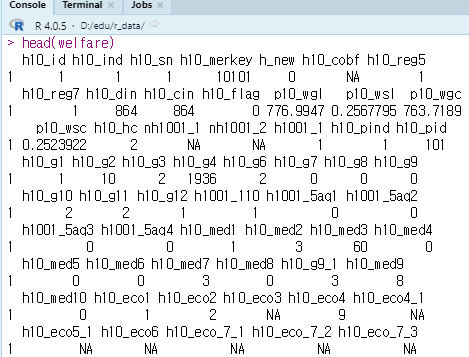 Console Terminal × Jobs ×
R 4.0.5 · D:/edu/r_data/
> head(welfare)
h10_id h10_ind h10_sn h10_merkey h_new h10_cobf h10_reg5
1 1 1 1 10101 0 NA 1
h10_reg7 h10_din h10_cin h10_flag p10_wgl p10_wsl p10_wgc
1 1 864 864 0 776.9947 0.2567795 763.7189
p10_wsc h10_hc nh1001_1 nh1001_2 h1001_1 h10_pind h10_pid
1 0.2523922 2 NA NA 1 1 101
h10_g1 h10_g2 h10_g3 h10_g4 h10_g6 h10_g7 h10_g8 h10_g9
1 1 10 2 1936 2 0 0 0
h10_g10 h10_g11 h10_g12 h1001_110 h1001_5aq1 h1001_5aq2
1 2 2 1 1 0 0
h1001_5aq3 h1001_5aq4 h10_med1 h10_med2 h10_med3 h10_med4
1 0 0 1 3 60 0
h10_med5 h10_med6 h10_med7 h10_med8 h10_g9_1 h10_med9
1 0 0 3 0 3 8
h10_med10 h10_eco1 h10_eco2 h10_eco3 h10_eco4 h10_eco4_1
1 0 1 2 NA 9 NA
h10_eco5_1 h10_eco6 h10_eco_7_1 h10_eco_7_2 h10_eco_7_3
1 NA NA NA NA NA